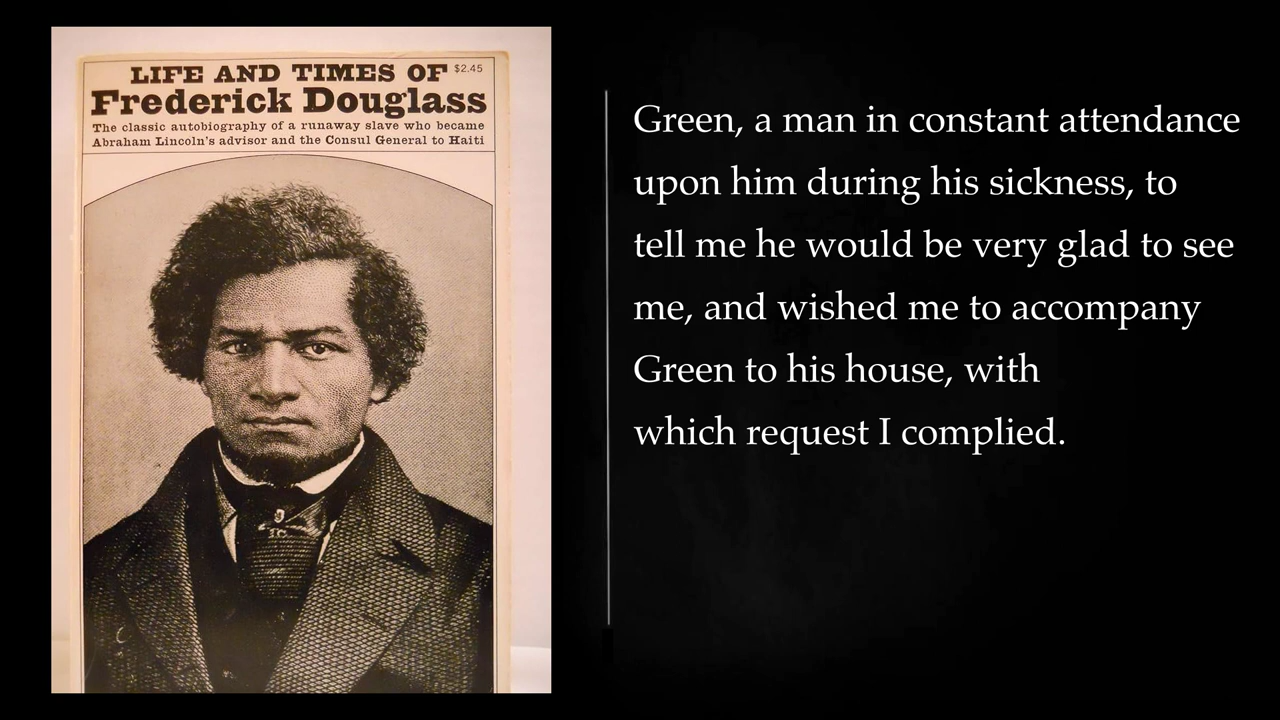 LIFE AND TIMES OF $2.45
Frederick Douglass
The classic autobiography of a runaway slave who became
Abraham Lincoln's advisor and the Consul General to Haiti
Green, a man in constant attendance
upon him during his sickness, to
tell me he would be very glad to see
me, and wished me to accompany
Green to his house, with
which request I complied.